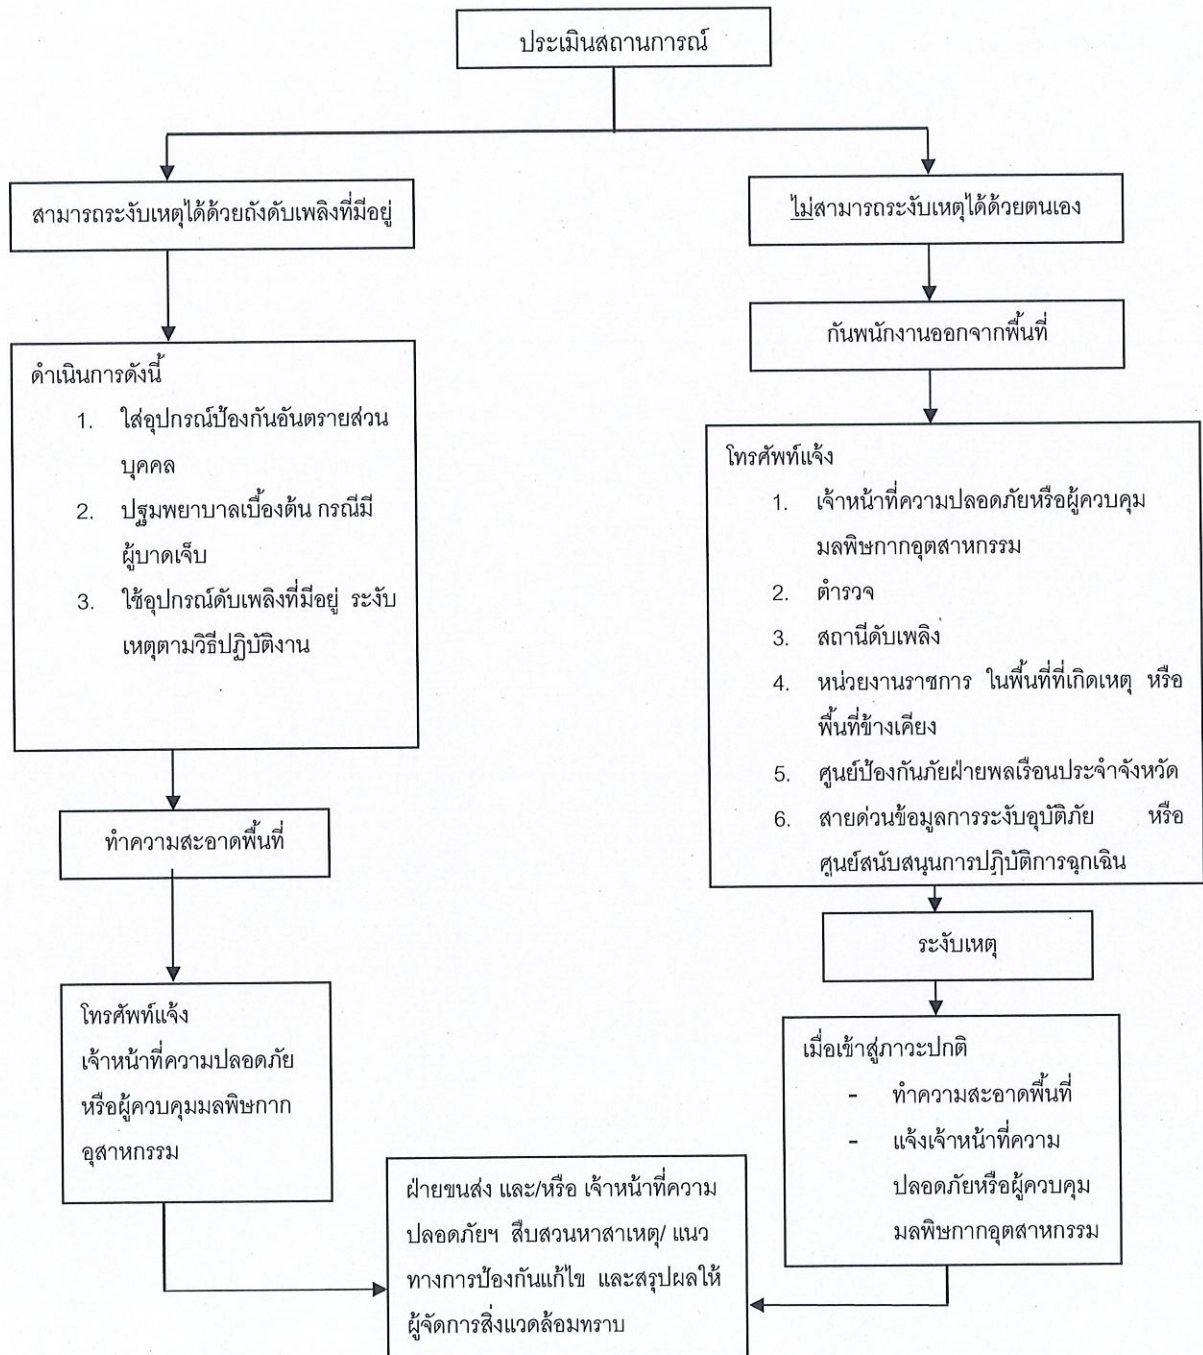 ประเมินสถานการณ์
สามารถระงับเหตุได้ด้วยถังดับเพลิงที่มีอยู่
ดำเนินการดังนี้
1. ใส่อุปกรณ์ป้องกันอันตรายส่วน
บุคคล
2. ปฐมพยาบาลเบื้องต้น กรณีมี
ผู้บาดเจ็บ
3. ใช้อุปกรณ์ดับเพลิงที่มีอยู่ ระงับ
เหตุตามวิธีปฏิบัติงาน
ทำความสะอาดพื้นที่
โทรศัพท์แจ้ง
เจ้าหน้าที่ความปลอดภัย
หรือผู้ควบคุมมลพิษกาก
อุสาหกรรม
ไม่สามารถระงับเหตุได้ด้วยตนเอง
กันพนักงานออกจากพื้นที่
โทรศัพท์แจ้ง
1. เจ้าหน้าที่ความปลอดภัยหรือผู้ควบคุม
มลพิษกากอุตสาหกรรม
2. ตำรวจ
3. สถานีดับเพลิง
4. หน่วยงานราชการ ในพื้นที่ที่เกิดเหตุ หรือ
พื้นที่ข้างเคียง
5. ศูนย์ป้องกันภัยฝ่ายพลเรือนประจำจังหวัด
6. สายด่วนข้อมูลการระงับอุบัติภัย หรือ
ศูนย์สนับสนุนการปฏิบัติการฉุกเฉิน
ระงับเหตุ
เมื่อเข้าสู่ภาวะปกติ
- ทำความสะอาดพื้นที่
- แจ้งเจ้าหน้าที่ความ
ปลอดภัยหรือผู้ควบคุม
มลพิษกากอุตสาหกรรม
ฝ่ายขนส่ง และ/หรือ เจ้าหน้าที่ความ
ปลอดภัยฯ สืบสวนหาสาเหตุ/ แนว
ทางการป้องกันแก้ไข และสรุปผลให้
ผู้จัดการสิ่งแวดล้อมทราบ